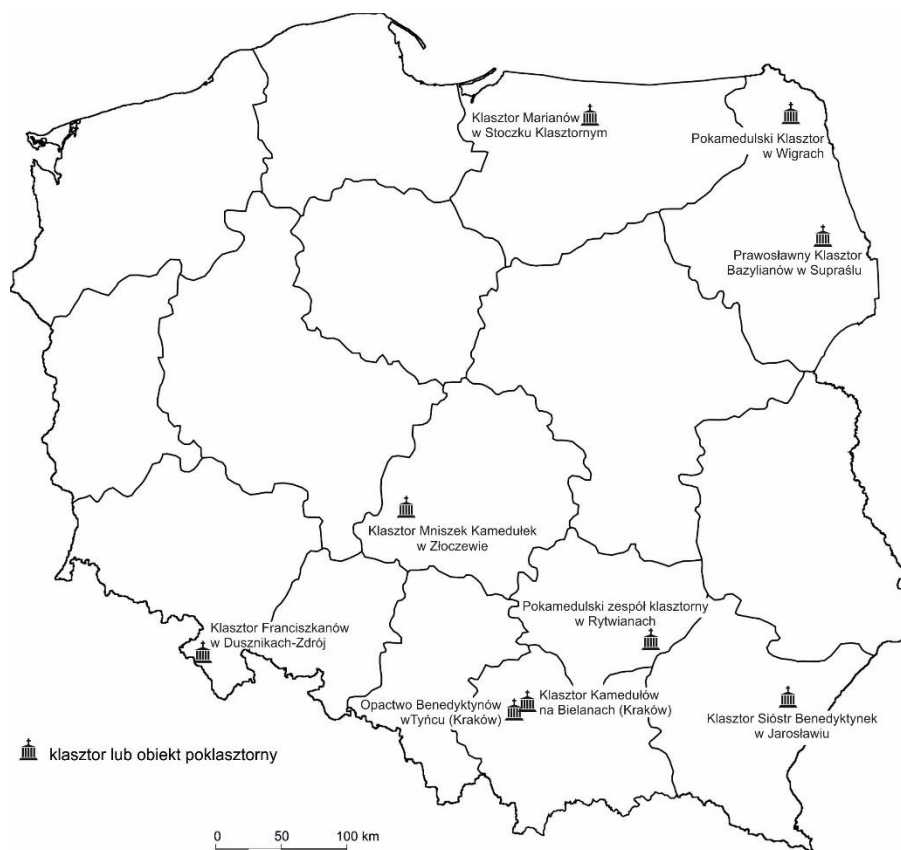 Klasztor Marianów
w Stoczku Klasztornym
Pokamedulski Klasztor
w Wigrach
Prawosławny Klasztor
Bazylianów w Supraślu
Klasztor Mniszek Kamedułek
w Złoczewie
Pokamedulski zespół klasztorny
w Rytwianach
Klasztor Franciszkanów
w Dusznikach-Zdrój
Opactwo Benedyktynów
wTyńcu (Kraków)
Klasztor Kamedułów
na Bielanach (Kraków)
Klasztor Sióstr Benedyktynek
w Jarosławiu
klasztor lub obiekt poklasztorny
0 50 100 km